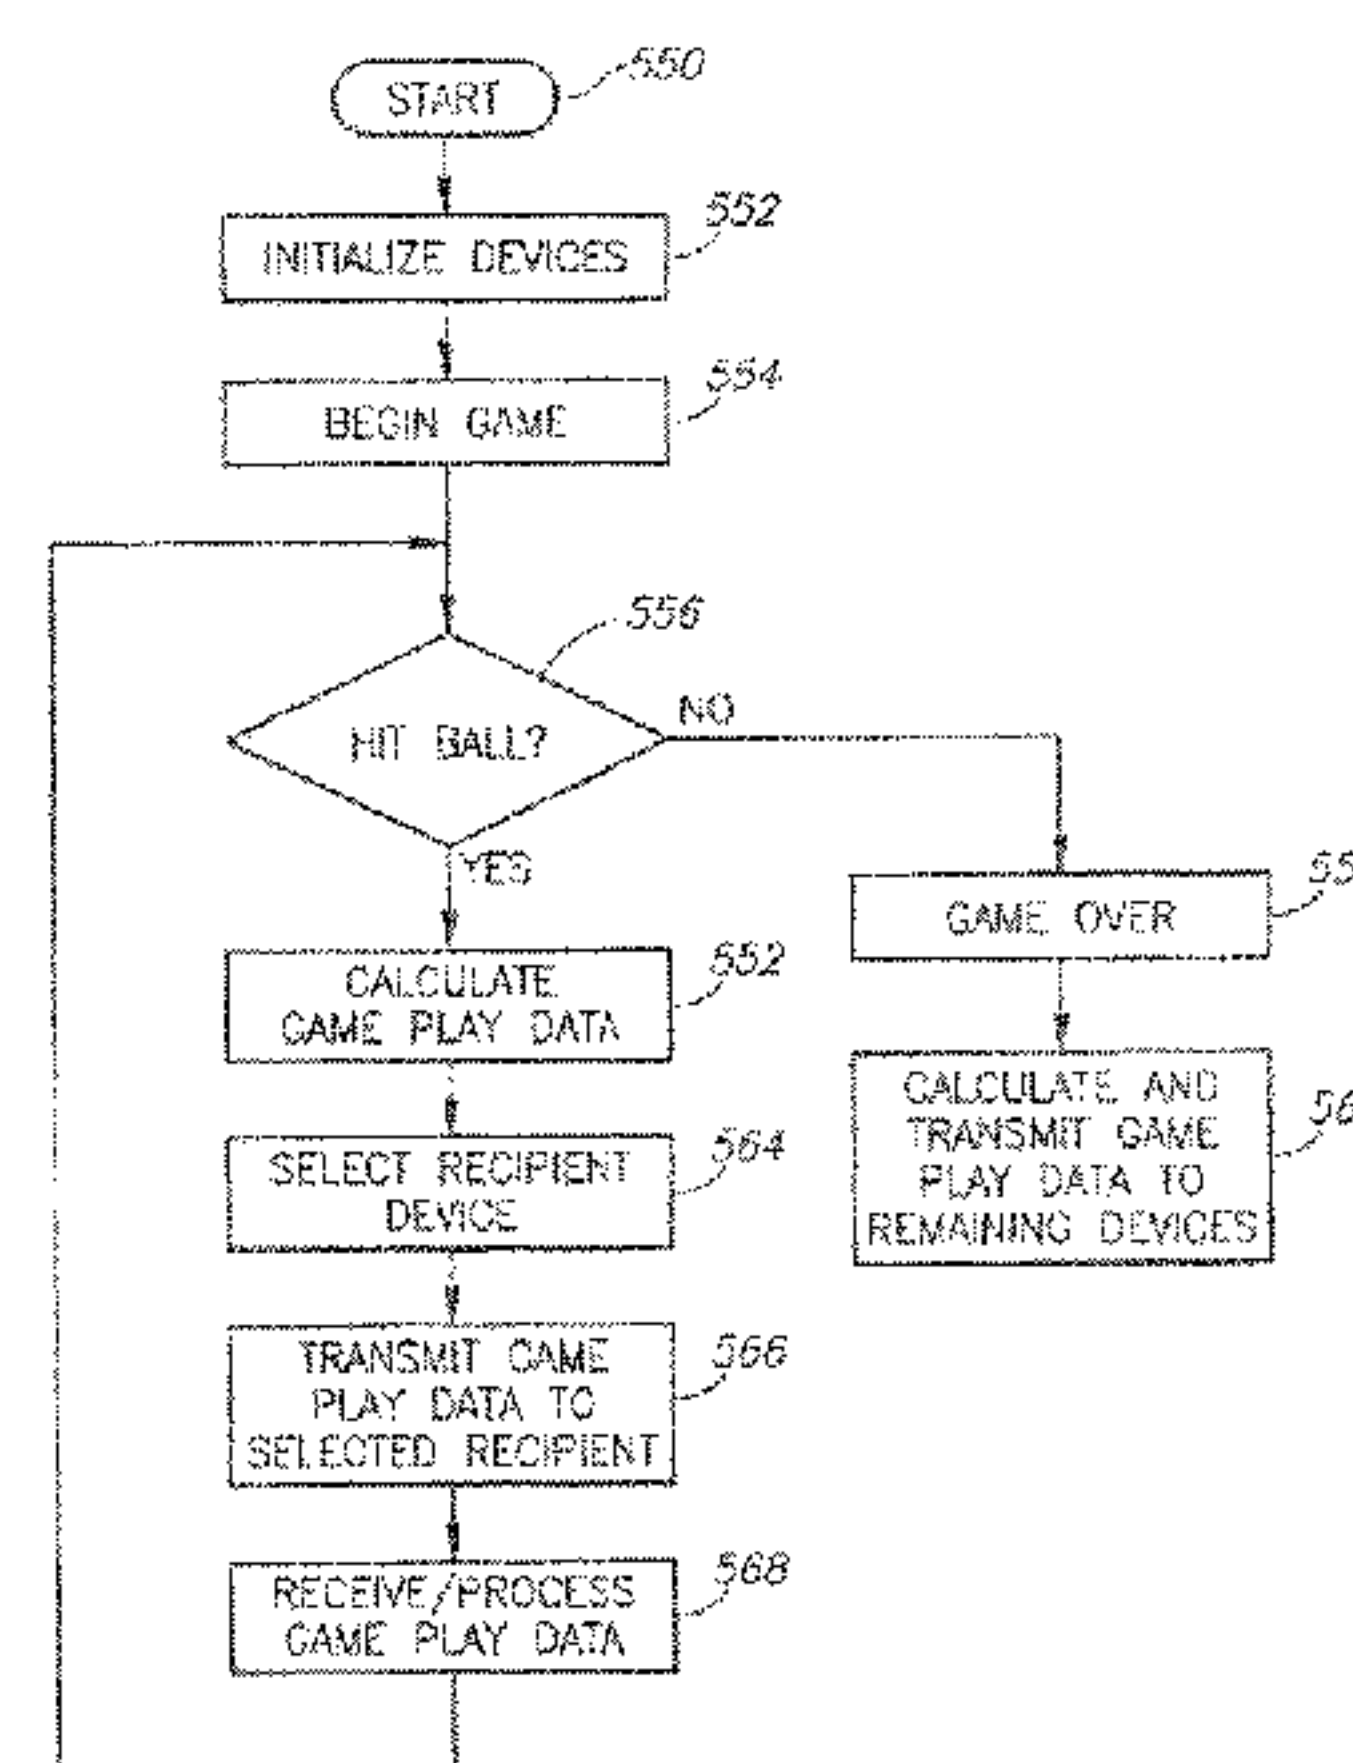 START
550
INITIALIZE DEVICES
552
BEGIN GAME
554
556
HIT BALL?
NO
YES
GAME OVER
55
CALCULATE
GAME PLAY DATA
552
CALCULATE AND
TRANSMIT GAME
PLAY DATA TO
REMAINING DEVICES
56
SELECT RECIPIENT
DEVICE
564
TRANSMIT GAME
PLAY DATA TO
SELECTED RECIPIENT
566
RECEIVE/PROCESS
GAME PLAY DATA
568